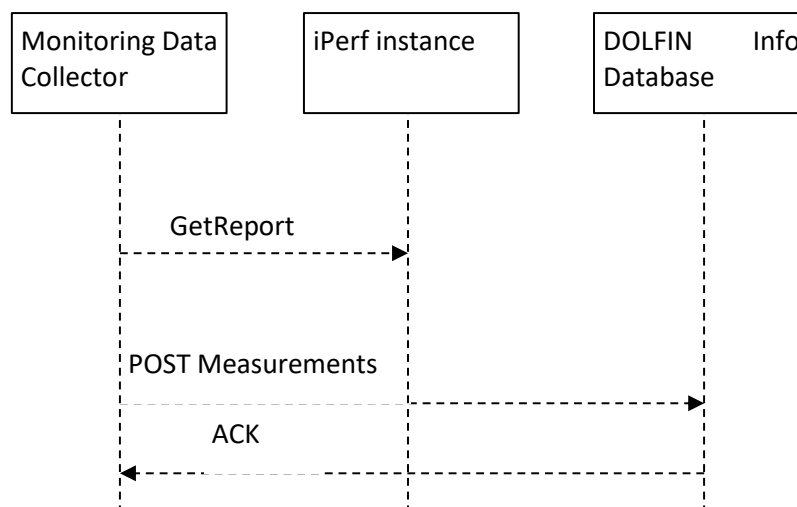 Monitoring Data
Collector
iPerf instance
DOLFIN Info
Database
GetReport
POST Measurements
ACK